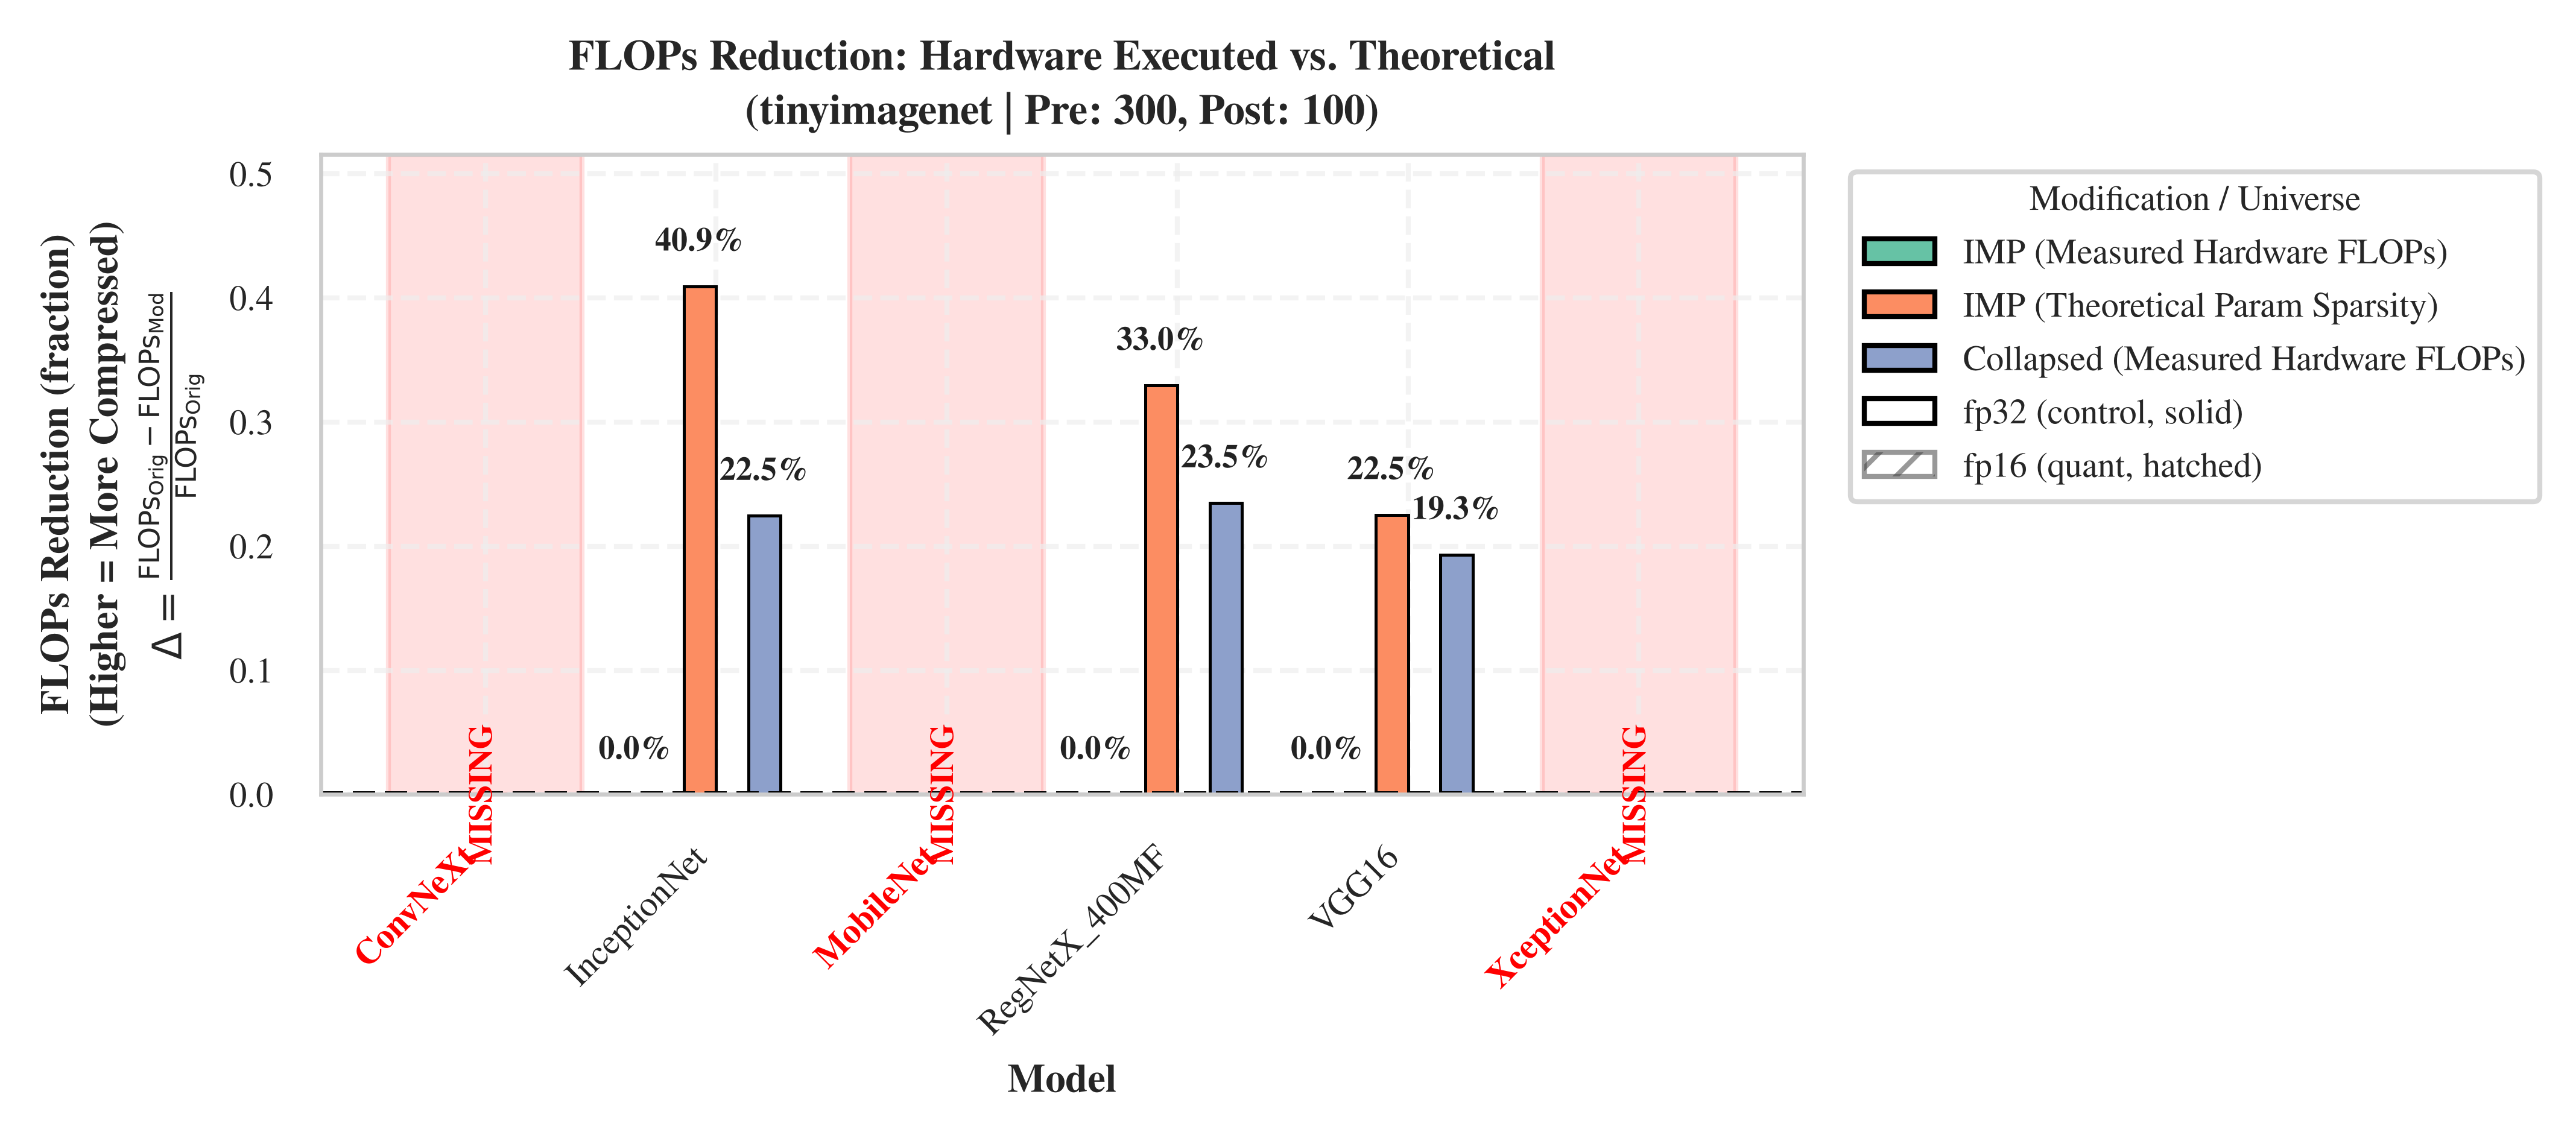 FLOPs Reduction: Hardware Executed vs. Theoretical
(tinyimagenet | Pre: 300, Post: 100)
FLOPs Reduction (fraction)
(Higher = More Compressed)
Δ = FLOPsOrig − FLOPsMod
FLOPsOrig
0.5
0.4
0.3
0.2
0.1
0.0
40.9%
22.5%
0.0%
33.0%
23.5%
0.0%
22.5%
19.3%
0.0%
MISSING
MISSING
MISSING
ConvNeXt
InceptionNet
MobileNet
RegNetX_400MF
VGG16
XceptionNet
Model
Modification / Universe
IMP (Measured Hardware FLOPs)
IMP (Theoretical Param Sparsity)
Collapsed (Measured Hardware FLOPs)
fp32 (control, solid)
fp16 (quant, hatched)